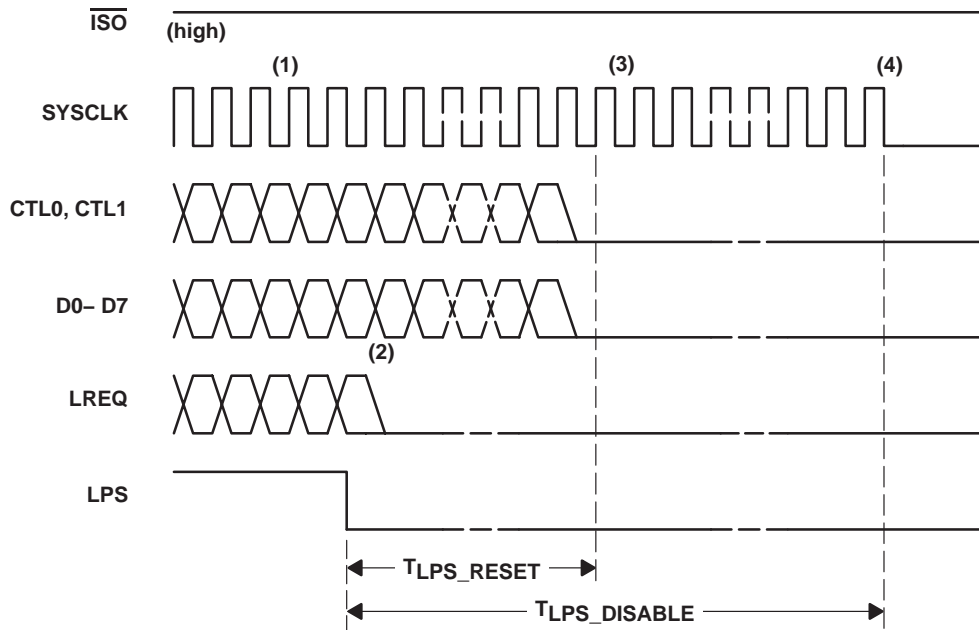 ISO
(high)
(1)
(3)
(4)
SYSCLK
CTL0, CTL1
D0– D7
(2)
LREQ
LPS
TLPS_RESET
TLPS_DISABLE